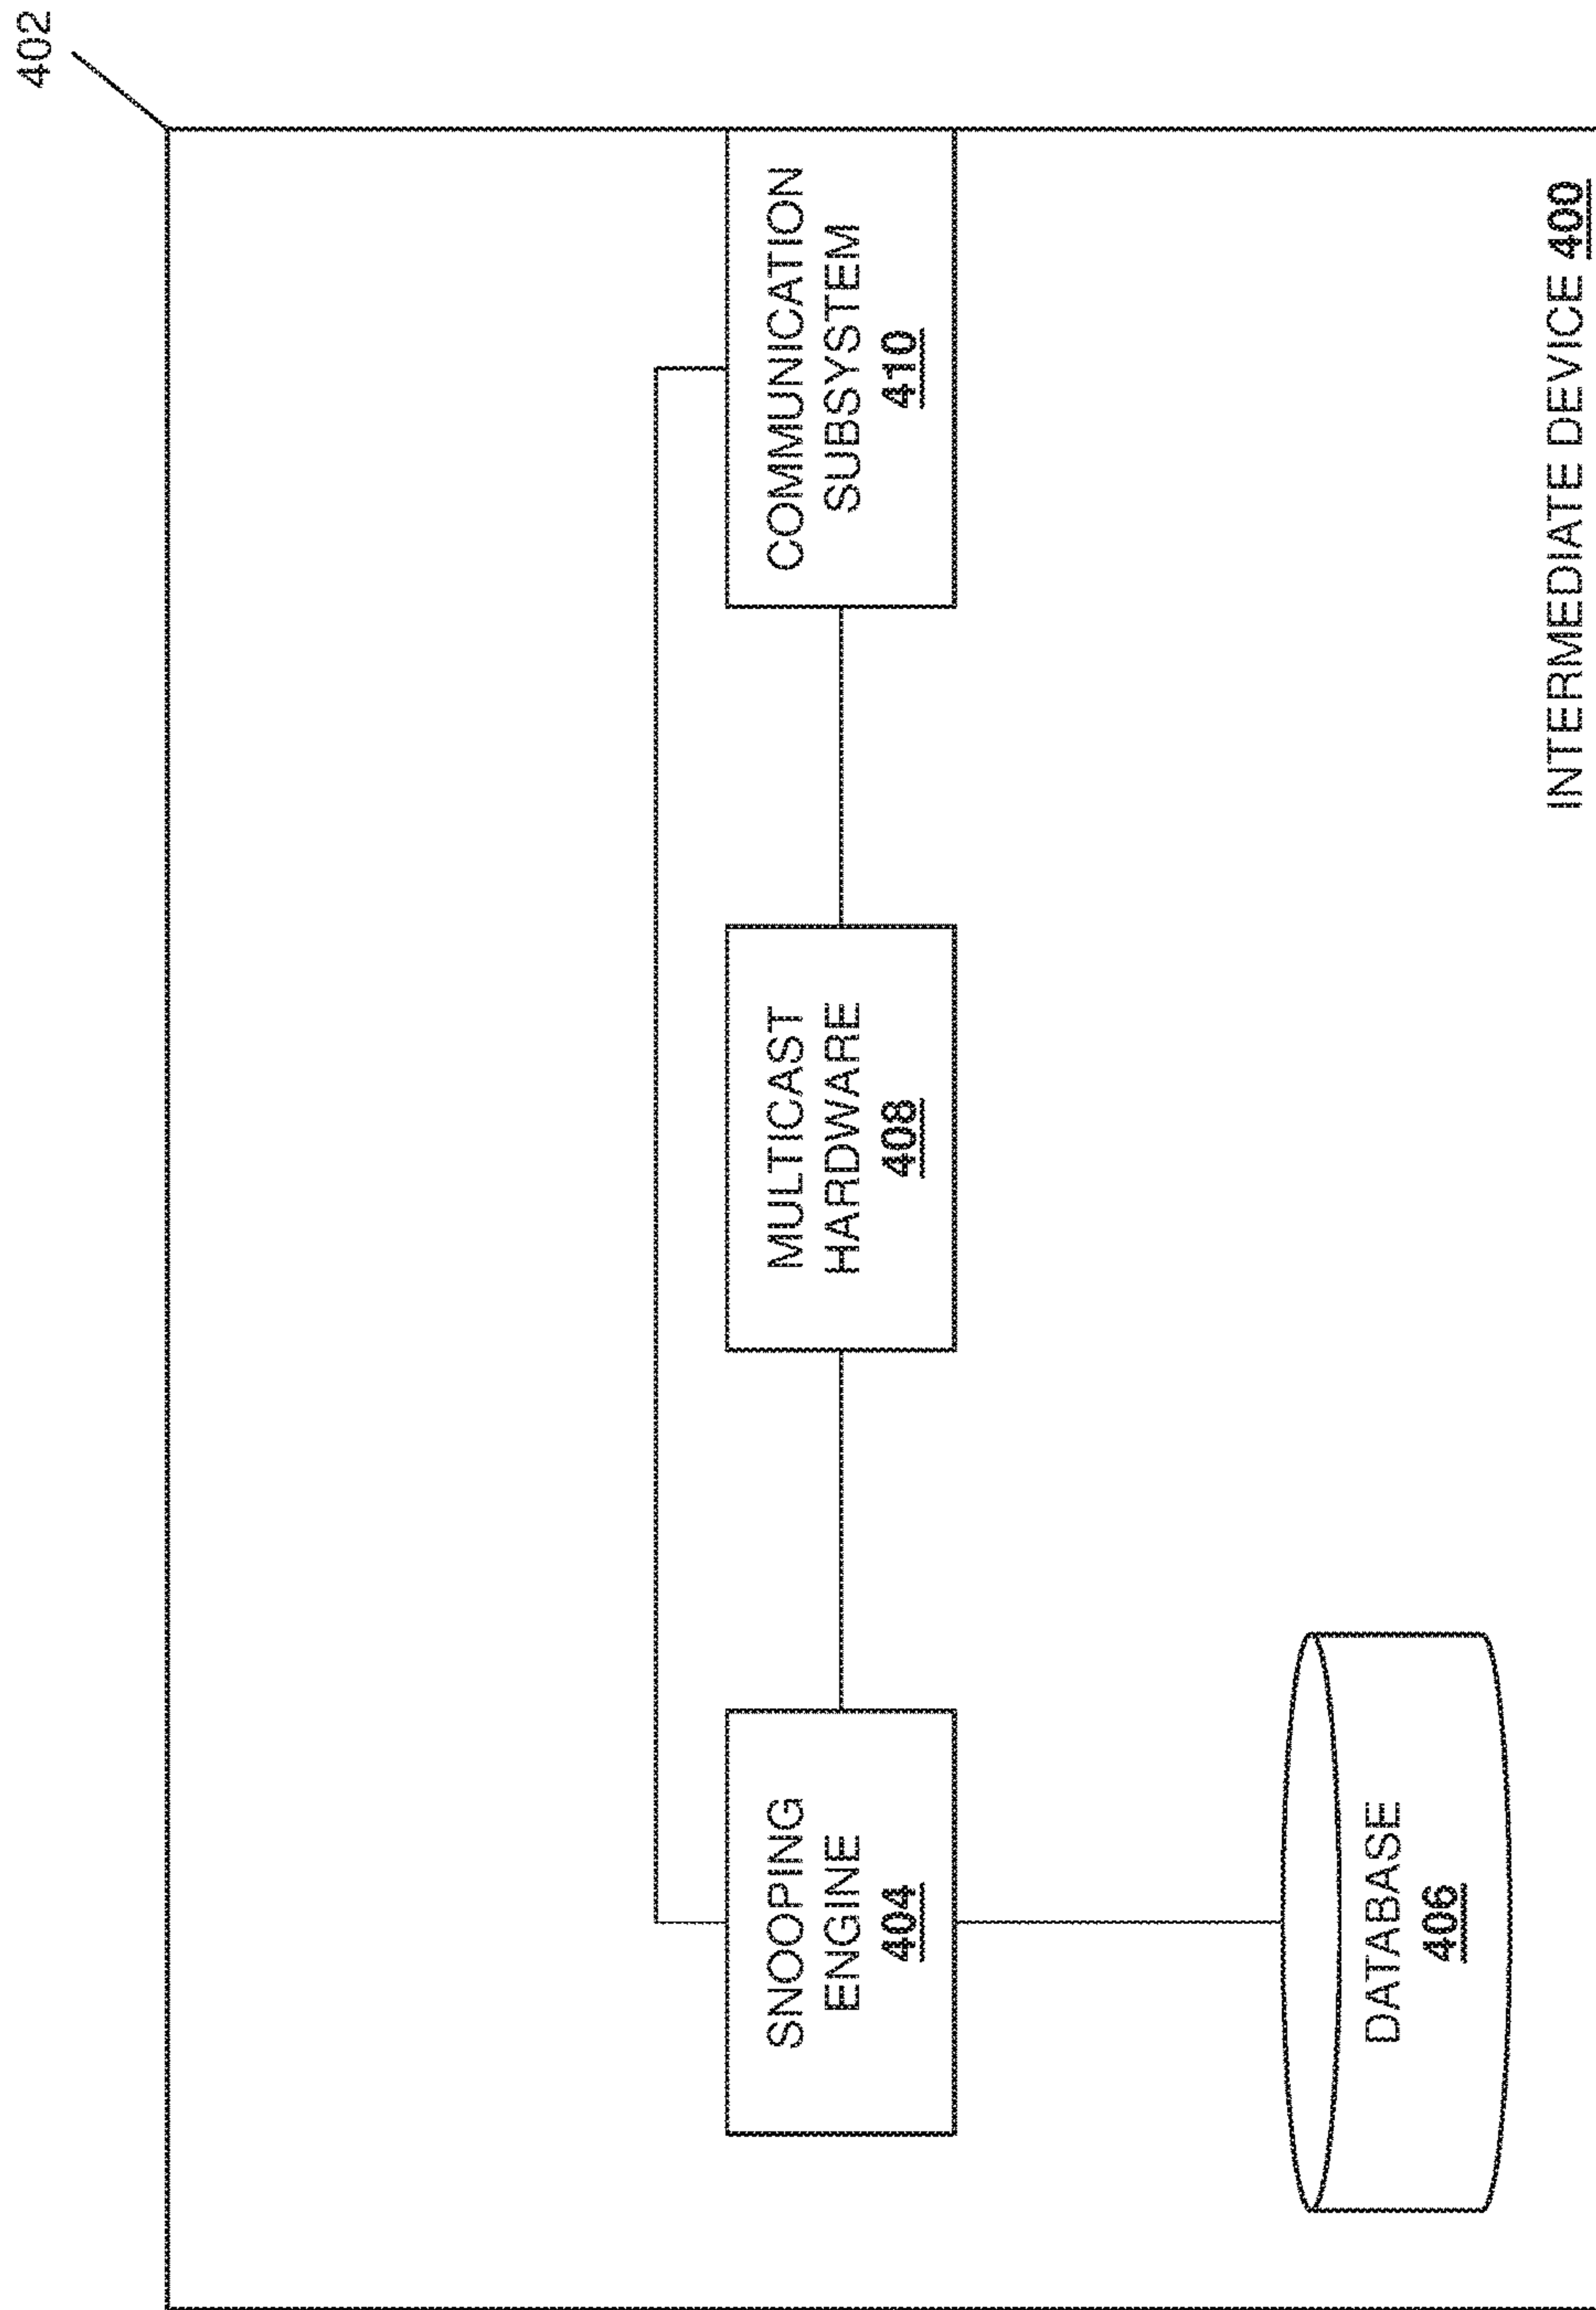 402
SNOOPING
ENGINE
404
MULTICAST
HARDWARE
408
COMMUNICATION
SUBSYSTEM
410
DATABASE
406
INTERMEDIATE DEVICE 400